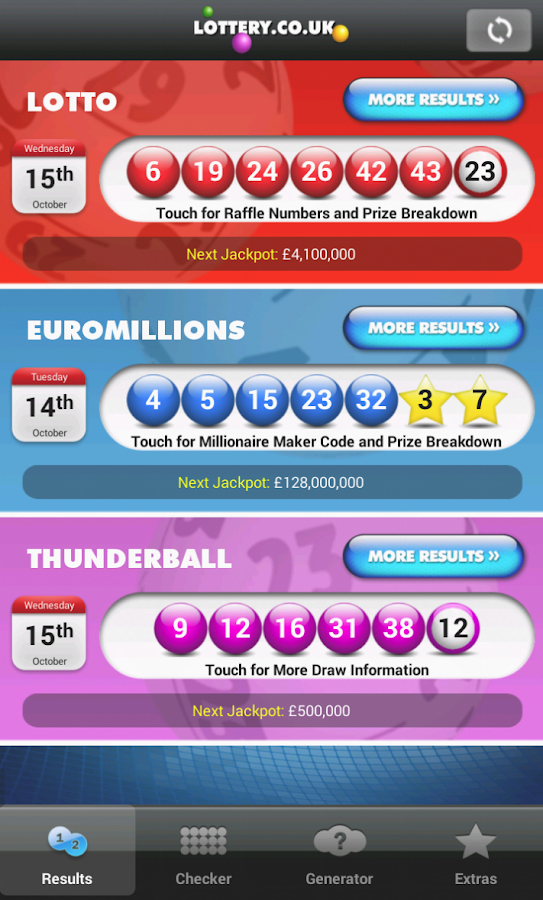 LOTTERY.CO.UK
LOTTO
MORE RESULTS »
Wednesday
15th
October
6 19 24 26 42 43 23
Touch for Raffle Numbers and Prize Breakdown
Next Jackpot: £4,100,000
EUROMILLIONS
MORE RESULTS »
Tuesday
14th
October
4 5 15 23 32 3 7
Touch for Millionaire Maker Code and Prize Breakdown
Next Jackpot: £128,000,000
THUNDERBALL
MORE RESULTS »
Wednesday
15th
October
9 12 16 31 38 12
Touch for More Draw Information
Next Jackpot: £500,000
1 2 ?
Results Checker Generator Extras